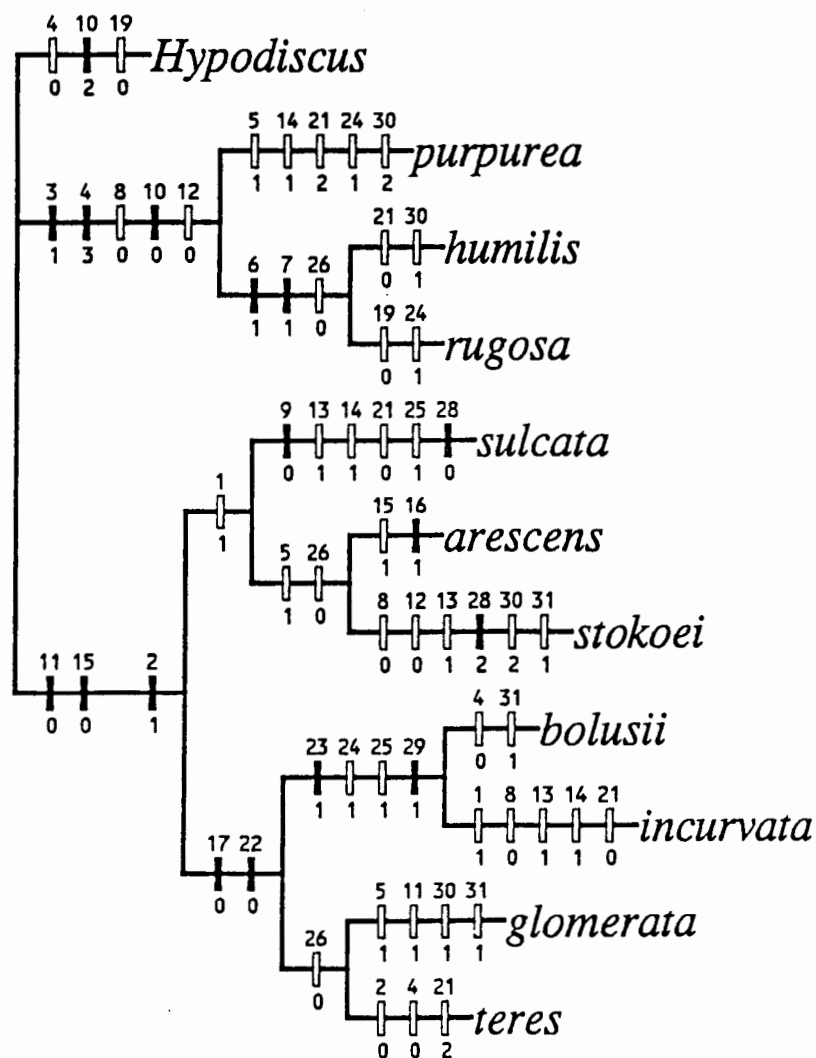 4 10 19
Hypodiscus
0 2 0
5 14 21 24 30
purpurea
1 1 2 1 2
3 4 8 10 12
1 3 0 0 0
21 30
humilis
0 1
6 7 26
1 1 0
rugosa
19 24
0 1
9 13 14 21 25 28
sulcata
0 1 1 0 1 0
1
1
15 16
arescens
1 1
5 26
1 0
8 12 13 28 30 31
stokoei
0 0 1 2 2 1
11 15 2
0 0 1
4 31
bolusii
0 1
23 24 25 29
1 1 1 1
1 8 13 14 21
incurvata
1 0 1 1 0
17 22
0 0
5 11 30 31
glomerata
1 1 1 1
26
0
2 4 21
teres
0 0 2